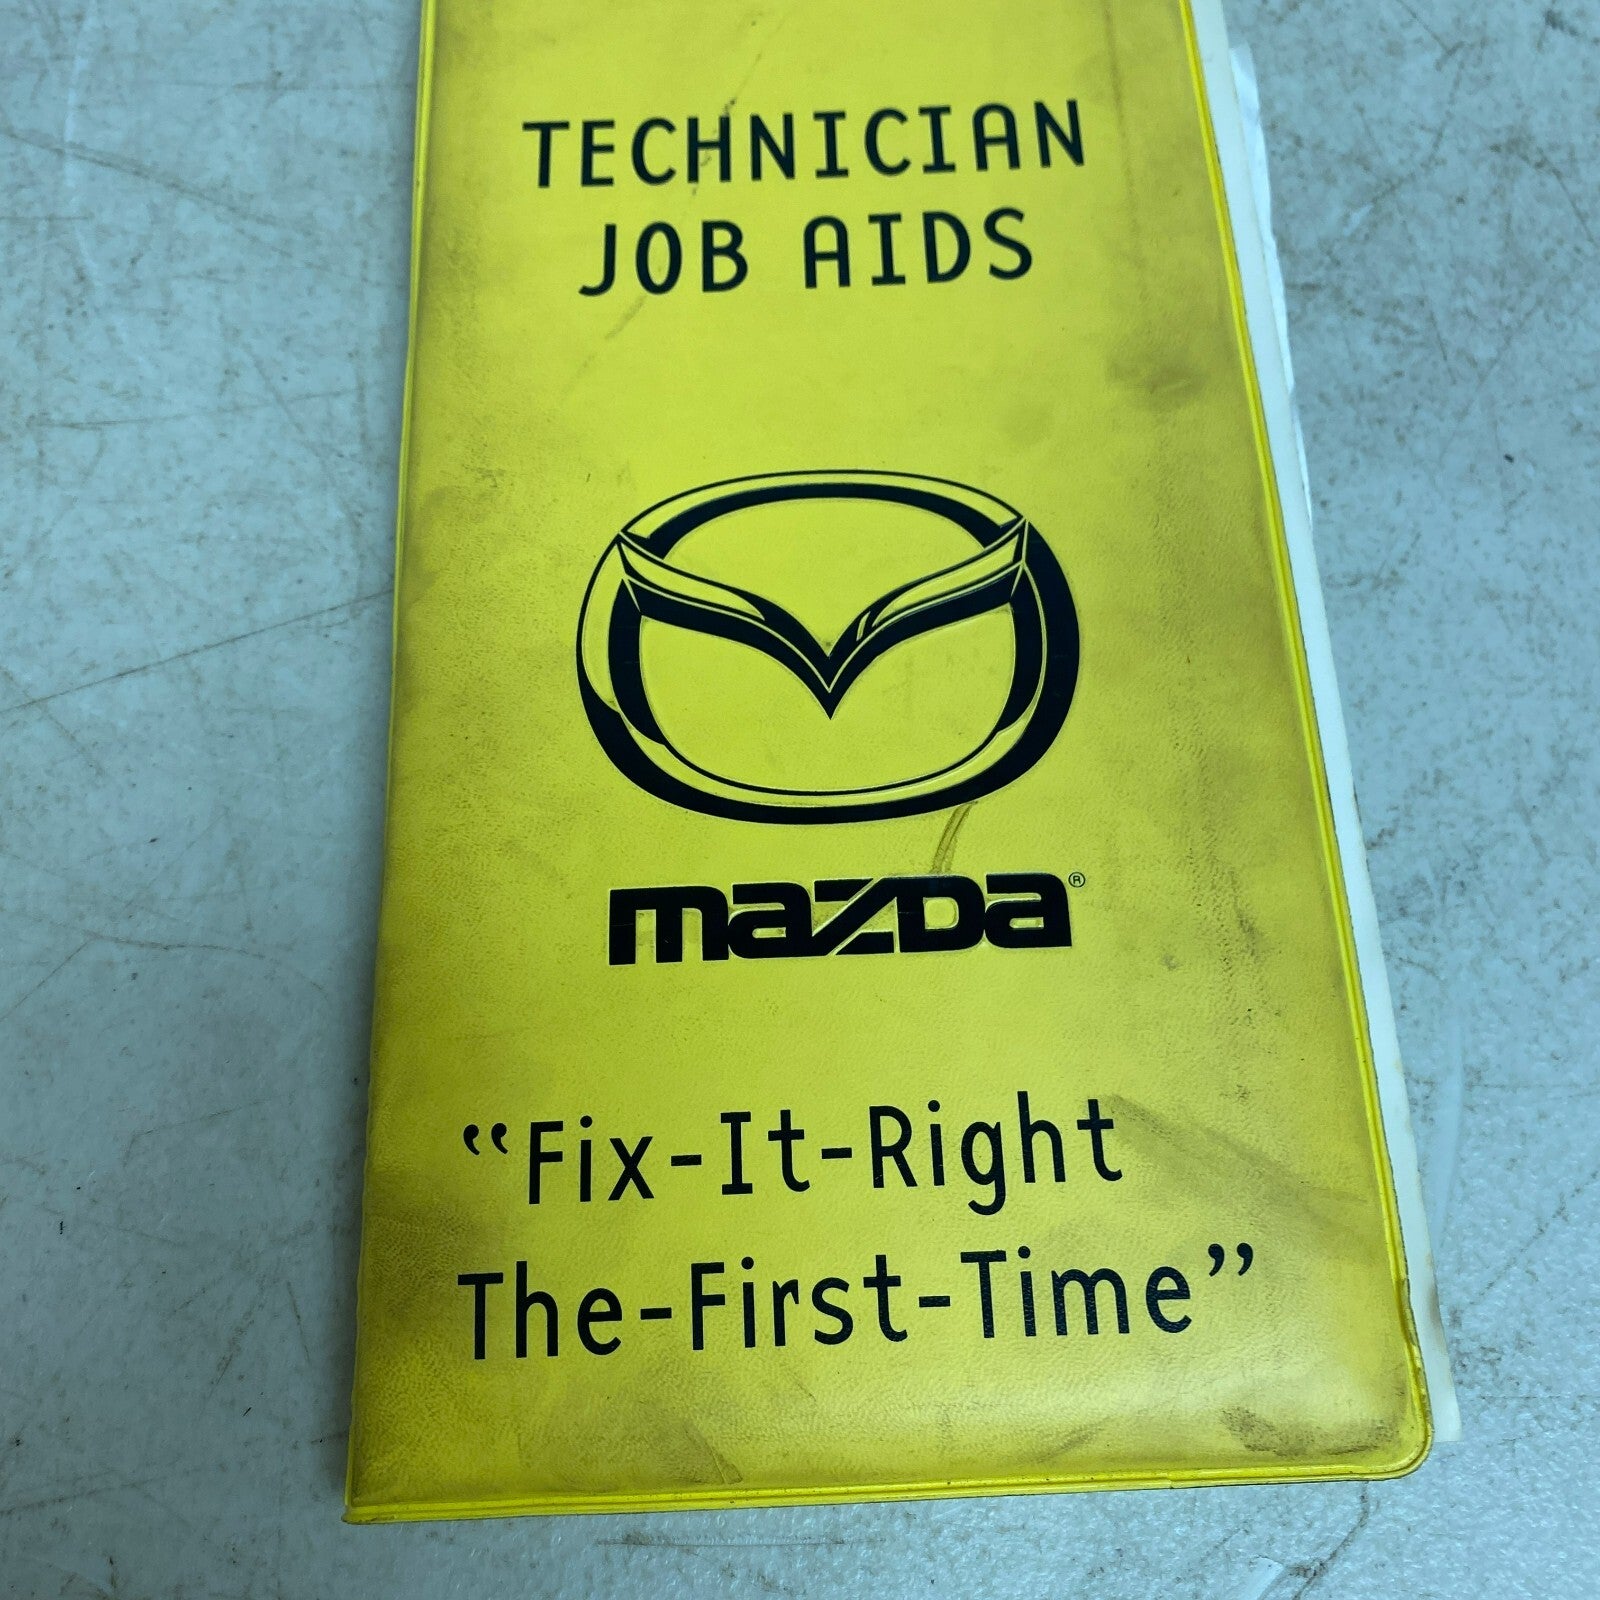 TECHNICIAN
JOB AIDS
mazda®
“Fix-It-Right
The-First-Time”